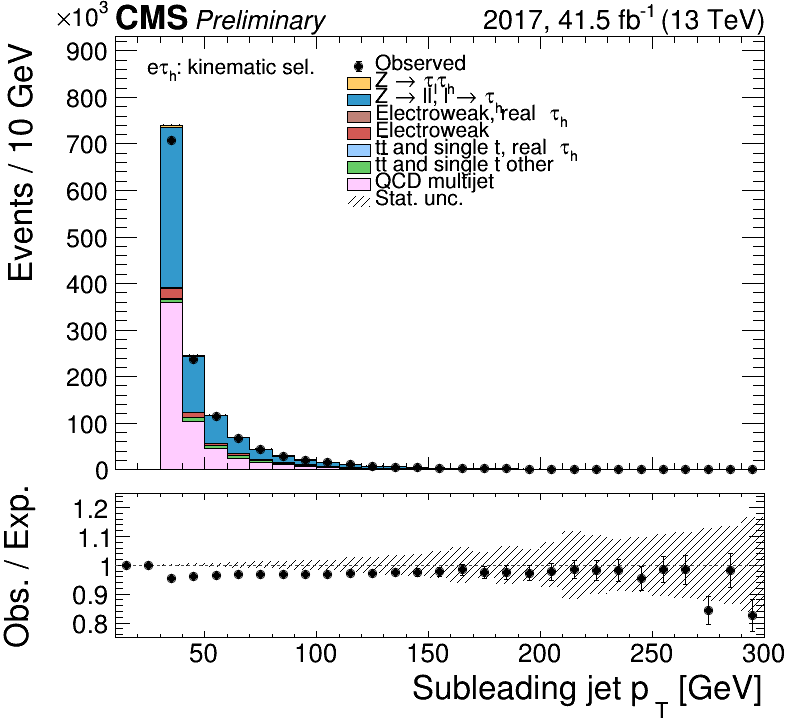 ×10³ CMS Preliminary 2017, 41.5 fb⁻¹ (13 TeV)
eτh: kinematic sel.
Observed
Z → τlτh
Z → ll, l → τh
Electroweak, real τh
Electroweak
tt̄ and single t, real τh
tt̄ and single t other
QCD multijet
Stat. unc.
Events / 10 GeV
900
800
700
600
500
400
300
200
100
0
Obs. / Exp.
1.2
1.1
1
0.9
0.8
50 100 150 200 250 300
Subleading jet pT [GeV]